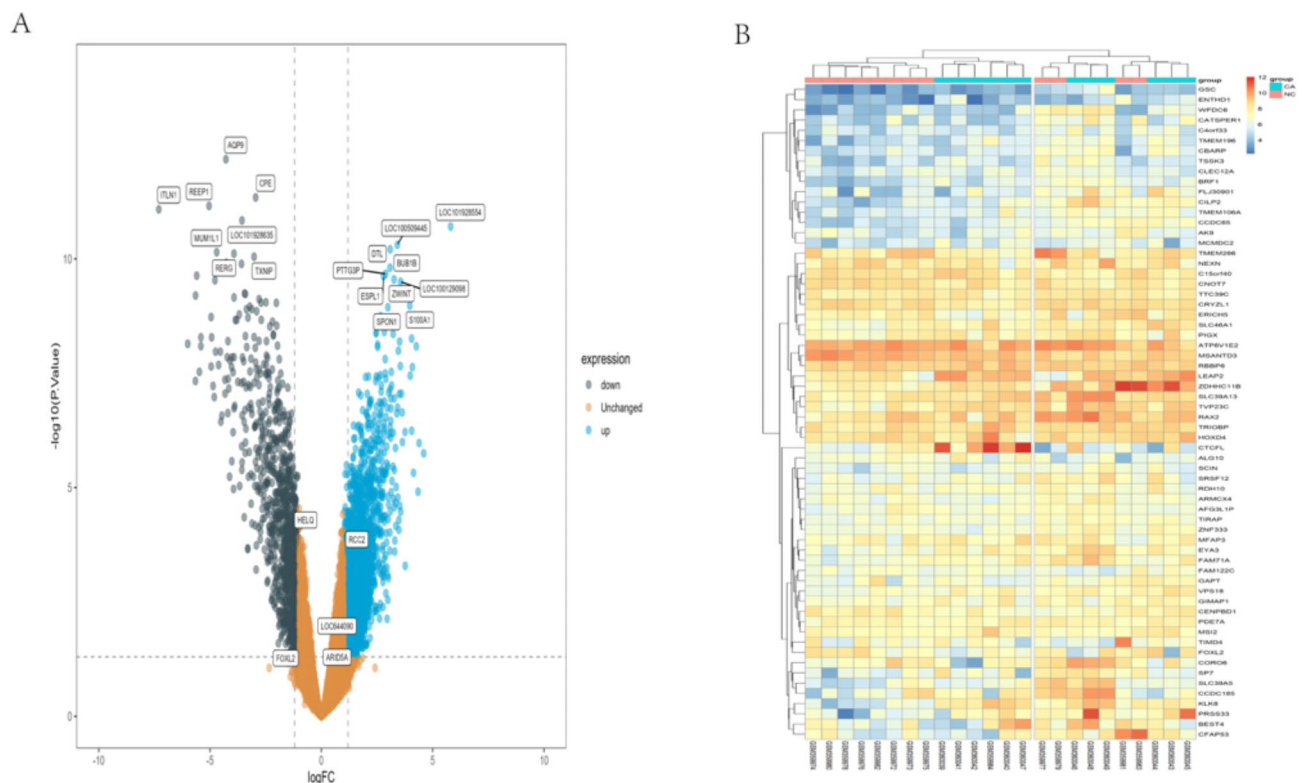 A
AQP9
ITLN1
REEP1
CPE
LOC101928554
MUM1L1
LOC101928635
LOC100509445
RERG
TXNIP
DTL
BUB1B
PTTG3P
ESPL1
ZWINT
LOC100129098
SPON1
S100A1
HELQ
RCC2
LOC644090
FOXL2
ARID5A
10
5
0
-log10(P.Value)
-10
-5
0
5
10
logFC
expression
down
Unchanged
up
B
group
GSC
ENTHD1
WFDC6
CATSPER1
C4orf33
TMEM196
CBARP
TSSK3
CLEC12A
BRF1
FLJ30901
CILP2
TMEM106A
CCDC65
AK9
MCMDC2
TMEM266
NEXN
C15orf40
CNOT7
TTC39C
CRYZL1
ERICH5
SLC46A1
PIGX
ATP6V1E2
MSANTD3
RBBP8
LEAP2
ZDHHC11B
SLC39A13
TVP23C
RAX2
TRIOBP
HOXD4
CTCFL
ALG10
SCIN
SRSF12
RDH10
ARMCX4
AFG3L1P
TIRAP
ZNF333
MFAP3
EYA3
FAM71A
FAM122C
GAPT
VPS18
GIMAP1
CENPBD1
PDE7A
MSI2
TIMD4
FOXL2
CORO6
SP7
SLC39A5
CCDC185
KLK8
PRSS33
BEST4
CFAP53
12
10
8
6
4
group
CA
NC